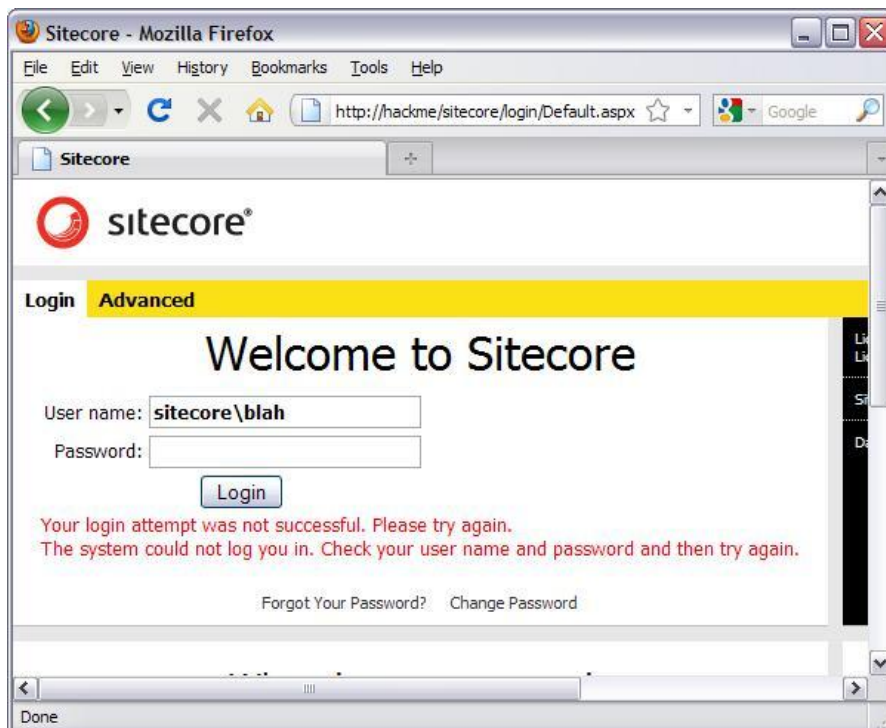 Sitecore - Mozilla Firefox
File Edit View History Bookmarks Tools Help
http://hackme/sitecore/login/Default.aspx Google
Sitecore
sitecore®
Login Advanced
Welcome to Sitecore
User name: sitecore\blah
Password:
Login
Your login attempt was not successful. Please try again.
The system could not log you in. Check your user name and password and then try again.
Forgot Your Password? Change Password
Done